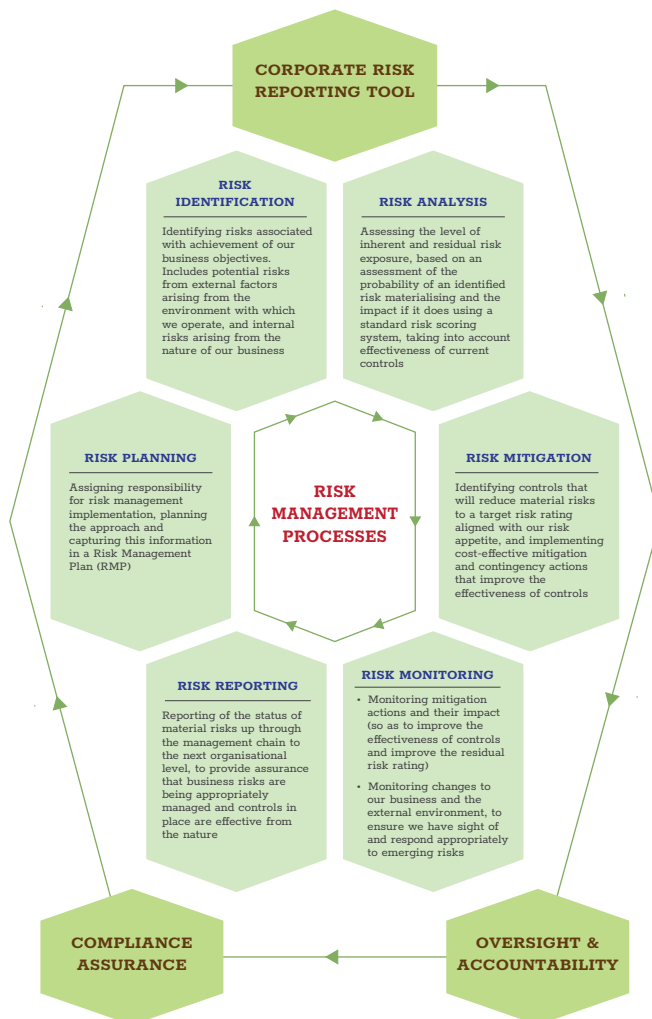 CORPORATE RISK
REPORTING TOOL
RISK
IDENTIFICATION
Identifying risks associated
with achievement of our
business objectives.
Includes potential risks
from external factors
arising from the
environment with which
we operate, and internal
risks arising from the
nature of our business
RISK ANALYSIS
Assessing the level of
inherent and residual risk
exposure, based on an
assessment of the
probability of an identified
risk materialising and the
impact if it does using a
standard risk scoring
system, taking into account
effectiveness of current
controls
RISK PLANNING
Assigning responsibility
for risk management
implementation, planning
the approach and
capturing this information
in a Risk Management
Plan (RMP)
RISK
MANAGEMENT
PROCESSES
RISK MITIGATION
Identifying controls that
will reduce material risks
to a target risk rating
aligned with our risk
appetite, and implementing
cost-effective mitigation
and contingency actions
that improve the
effectiveness of controls
RISK REPORTING
Reporting of the status of
material risks up through
the management chain to
the next organisational
level, to provide assurance
that business risks are
being appropriately
managed and controls in
place are effective from
the nature
RISK MONITORING
• Monitoring mitigation
actions and their impact
(so as to improve the
effectiveness of controls
and improve the residual
risk rating)
• Monitoring changes to
our business and the
external environment, to
ensure we have sight of
and respond appropriately
to emerging risks
COMPLIANCE
ASSURANCE
OVERSIGHT &
ACCOUNTABILITY